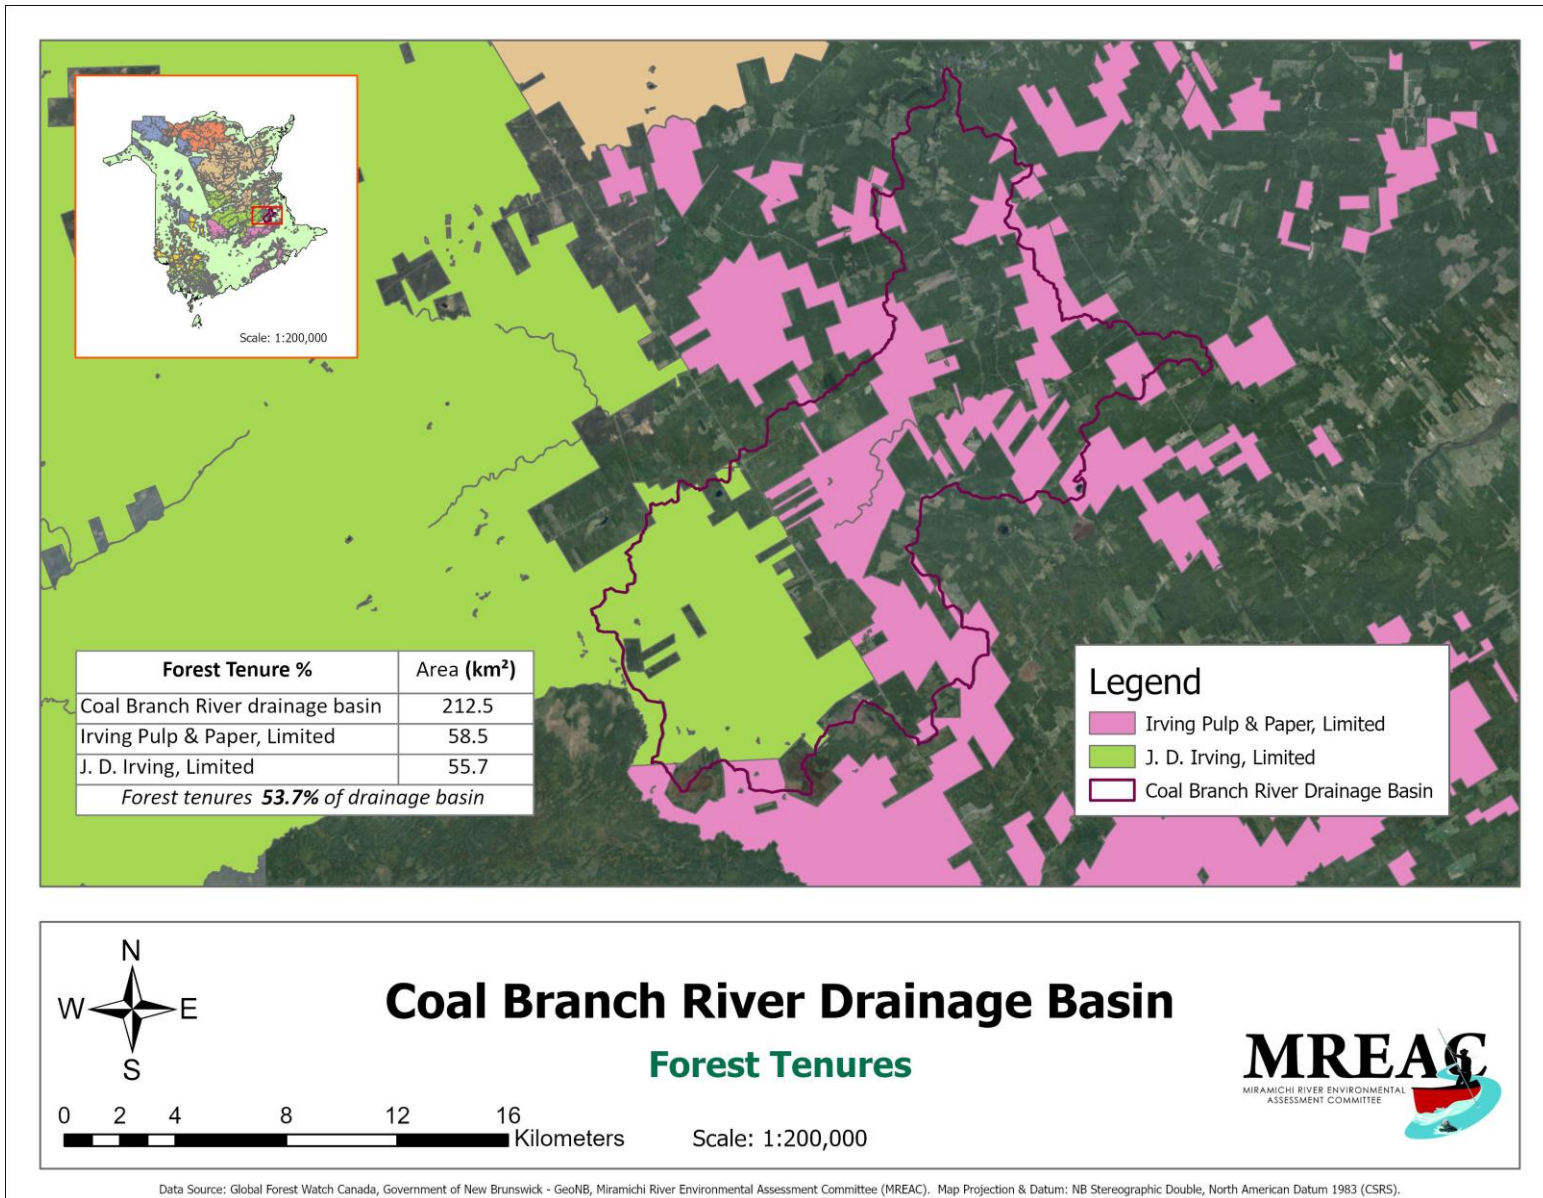 Scale: 1:200,000
Forest Tenure %
Area (km²)
Coal Branch River drainage basin
212.5
Irving Pulp & Paper, Limited
58.5
J. D. Irving, Limited
55.7
Forest tenures 53.7% of drainage basin
Legend
Irving Pulp & Paper, Limited
J. D. Irving, Limited
Coal Branch River Drainage Basin
N
W
E
S
Coal Branch River Drainage Basin
Forest Tenures
0 2 4 8 12 16
Kilometers
Scale: 1:200,000
MREAC
MIRAMICHI RIVER ENVIRONMENTAL
ASSESSMENT COMMITTEE
Data Source: Global Forest Watch Canada, Government of New Brunswick - GeoNB, Miramichi River Environmental Assessment Committee (MREAC). Map Projection & Datum: NB Stereographic Double, North American Datum 1983 (CSRS).